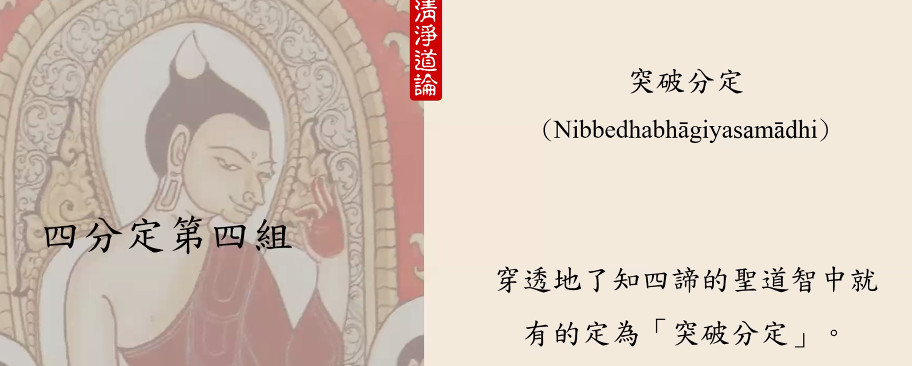 清淨道論
四分定第四組
突破分定
（Nibbedhabhāgiyasamādhi）
穿透地了知四諦的聖道智中就
有的定為「突破分定」。